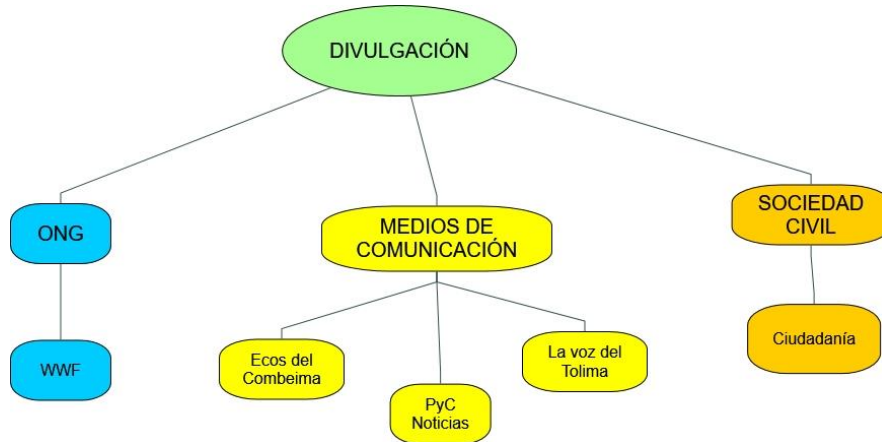 DIVULGACIÓN
ONG
MEDIOS DE
COMUNICACIÓN
SOCIEDAD
CIVIL
WWF
Ecos del
Combeima
PyC
Noticias
La voz del
Tolima
Ciudadanía